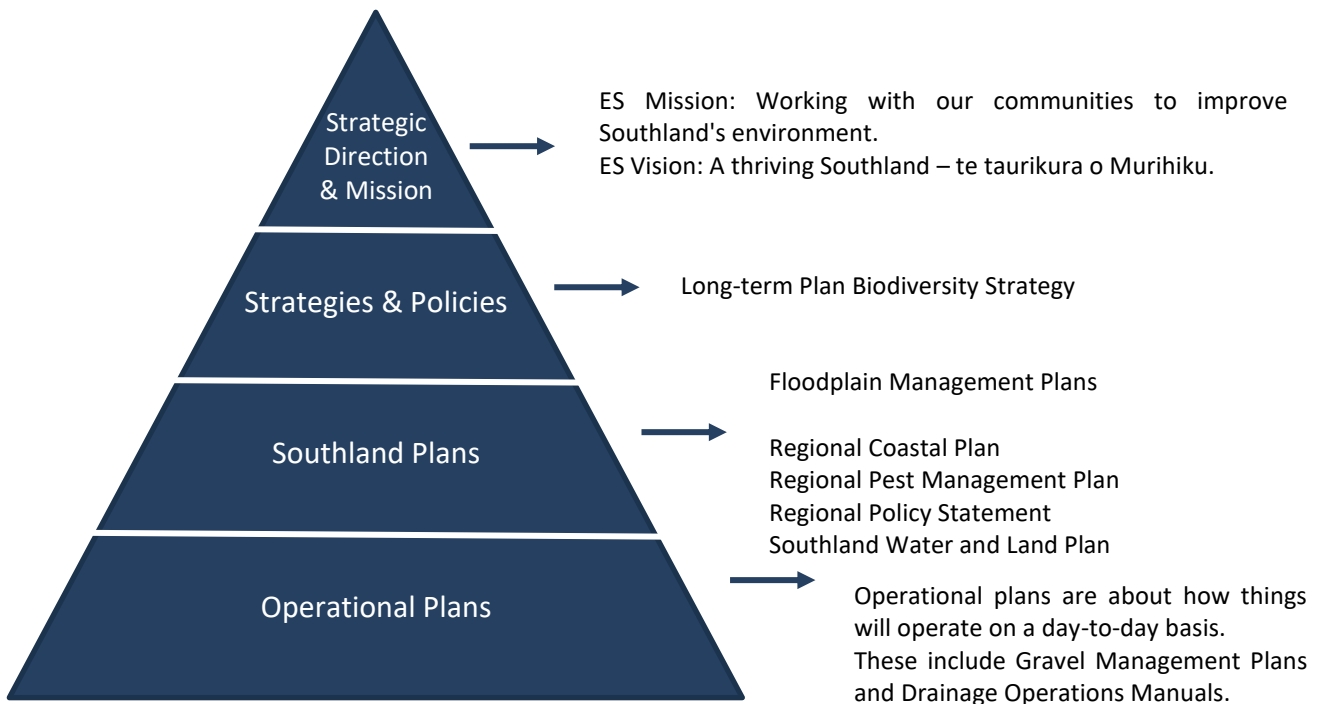 Strategic
Direction
& Mission
ES Mission: Working with our communities to improve
Southland's environment.
ES Vision: A thriving Southland – te taurikura o Murihiku.
Strategies & Policies
Long-term Plan Biodiversity Strategy
Southland Plans
Floodplain Management Plans
Regional Coastal Plan
Regional Pest Management Plan
Regional Policy Statement
Southland Water and Land Plan
Operational Plans
Operational plans are about how things
will operate on a day-to-day basis.
These include Gravel Management Plans
and Drainage Operations Manuals.